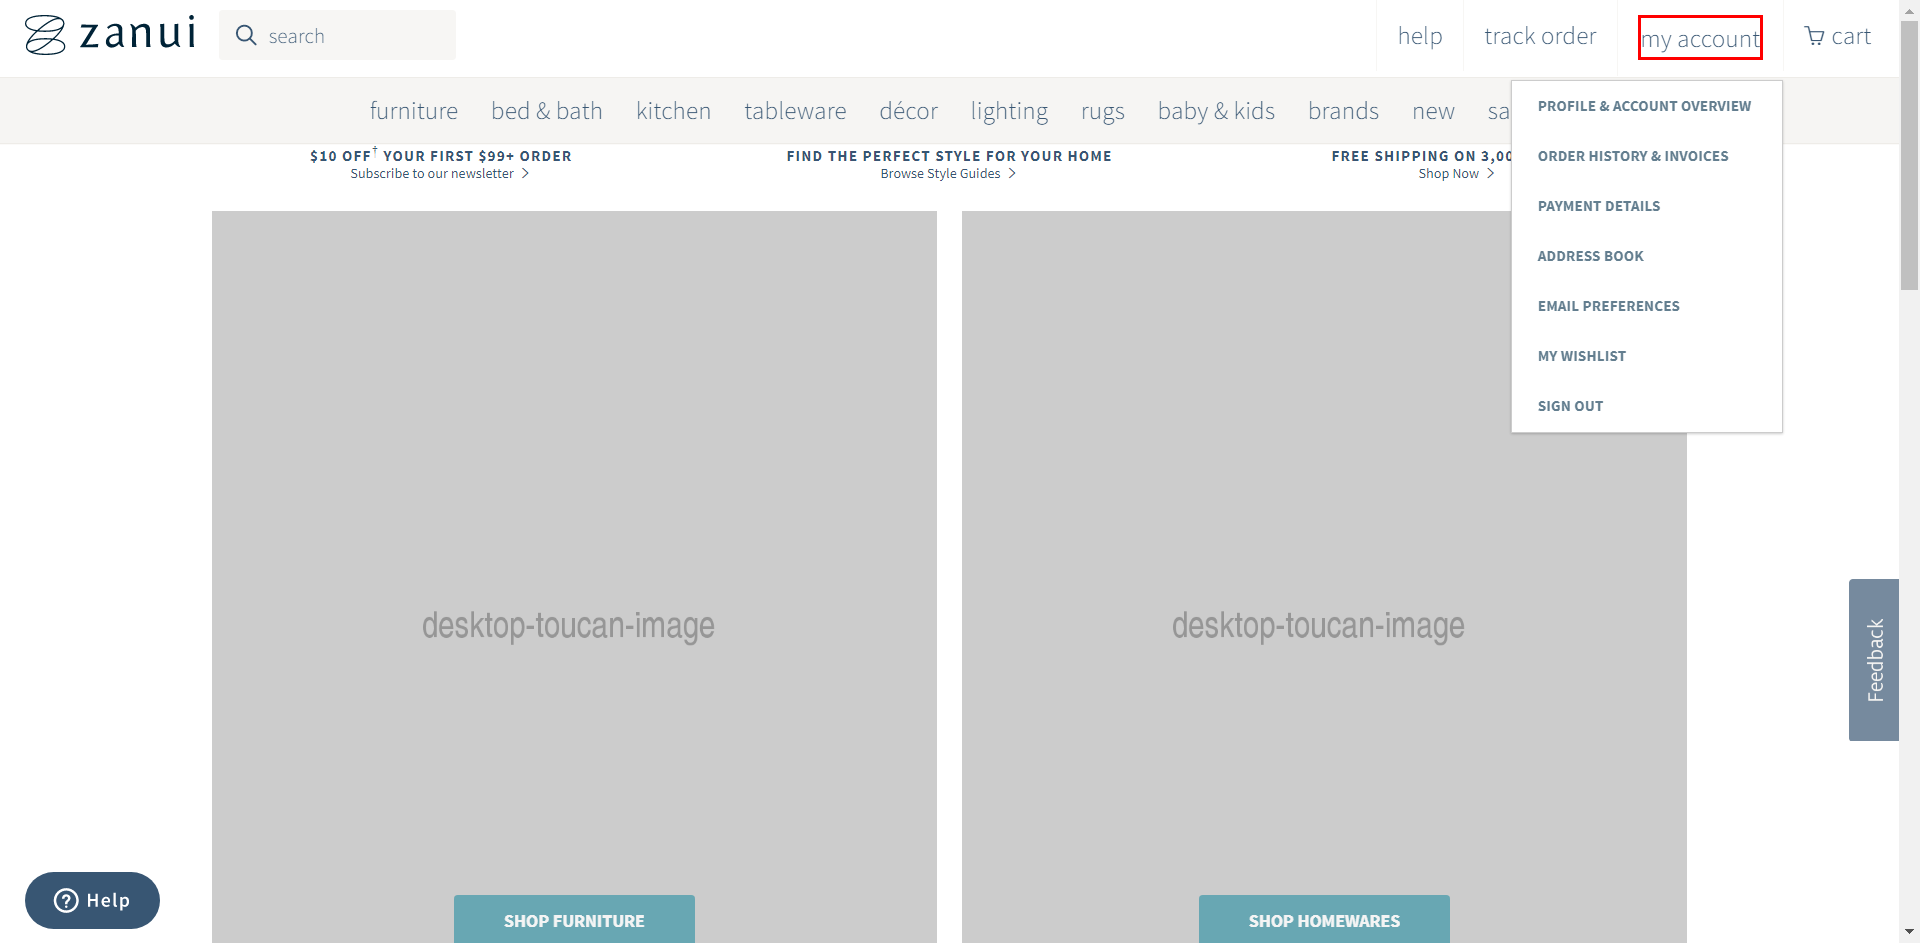 zanui
search
help
track order
my account
cart
furniture
bed & bath
kitchen
tableware
décor
lighting
rugs
baby & kids
brands
new
PROFILE & ACCOUNT OVERVIEW
ORDER HISTORY & INVOICES
PAYMENT DETAILS
ADDRESS BOOK
EMAIL PREFERENCES
MY WISHLIST
SIGN OUT
$10 OFF† YOUR FIRST $99+ ORDER
Subscribe to our newsletter
FIND THE PERFECT STYLE FOR YOUR HOME
Browse Style Guides
FREE SHIPPING ON
Shop Now
desktop-toucan-image
desktop-toucan-image
Feedback
SHOP FURNITURE
SHOP HOMEWARES
Help